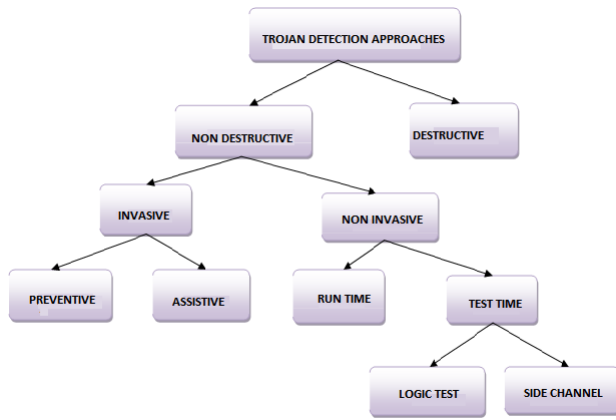 TROJAN DETECTION APPROACHES
NON DESTRUCTIVE
DESTRUCTIVE
INVASIVE
NON INVASIVE
PREVENTIVE
ASSISTIVE
RUN TIME
TEST TIME
LOGIC TEST
SIDE CHANNEL